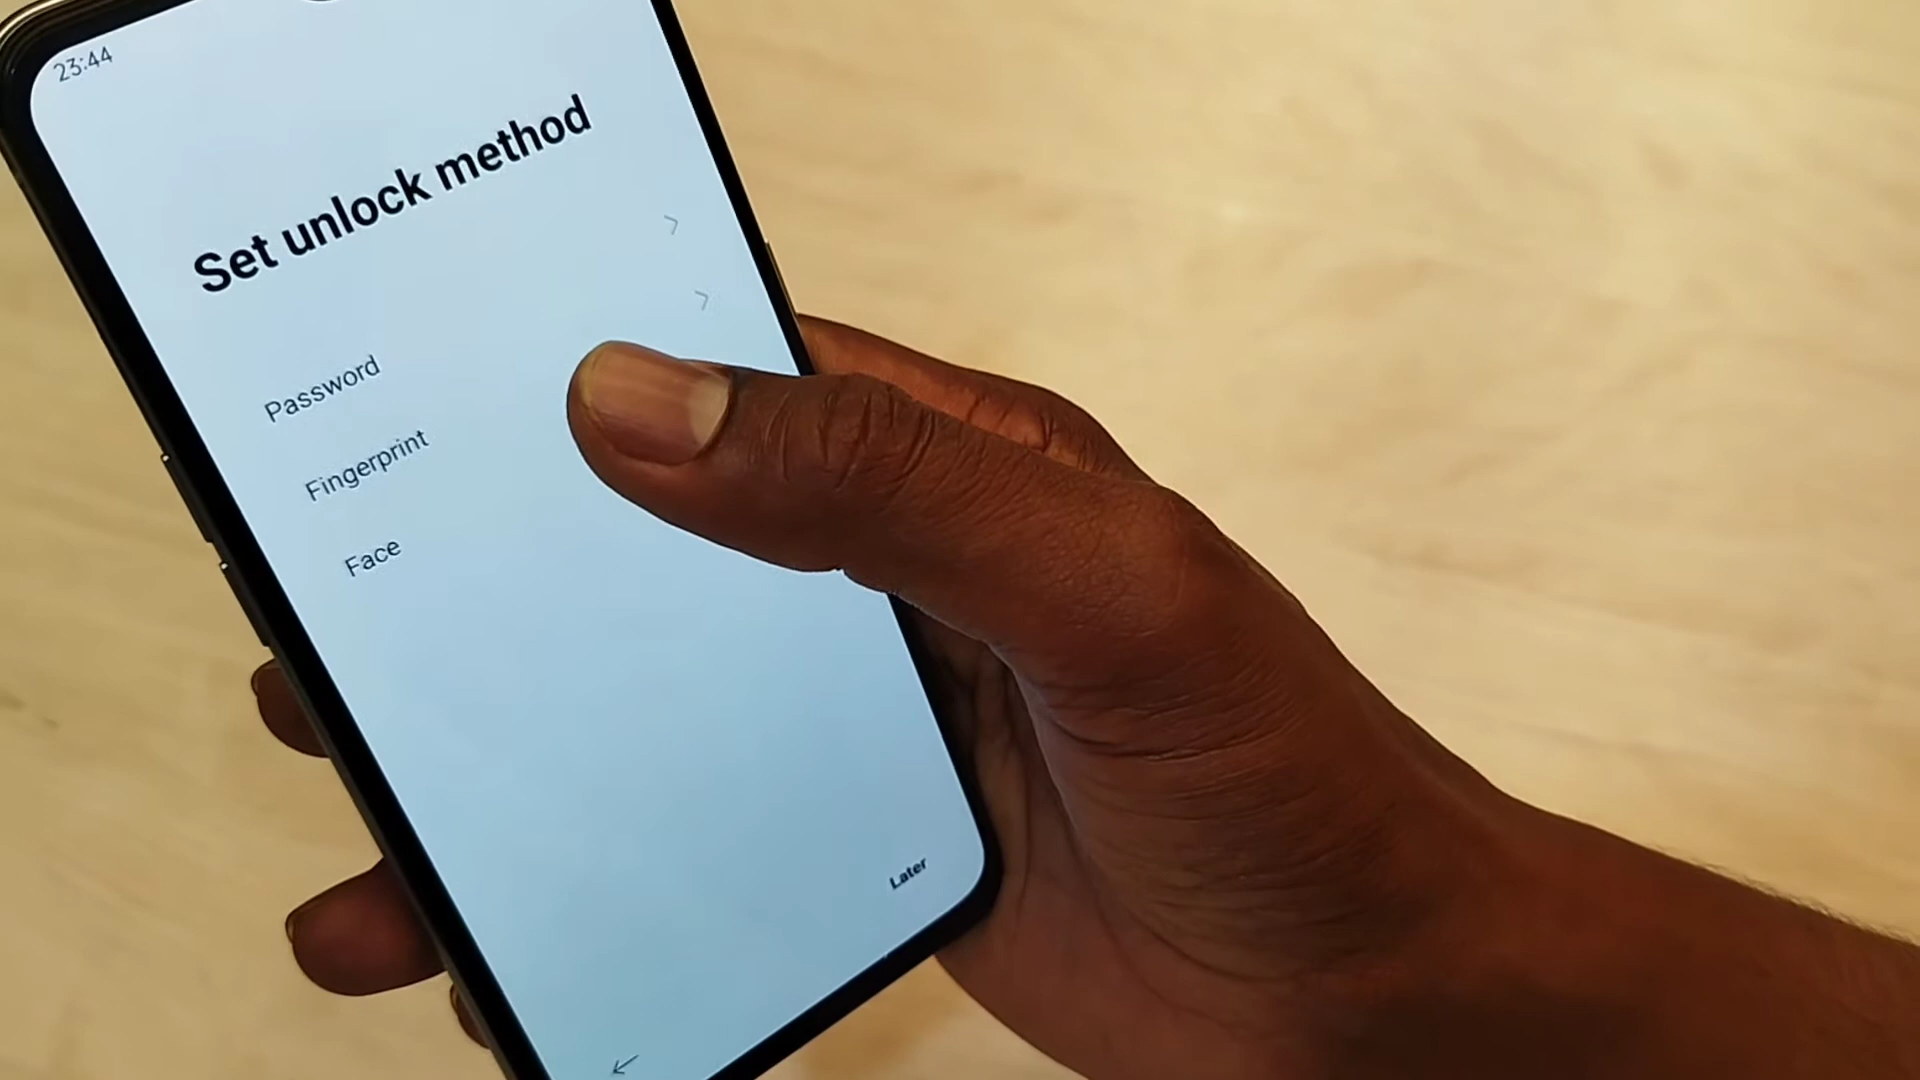 23:44
Set unlock method
Password
Fingerprint
Face
Later